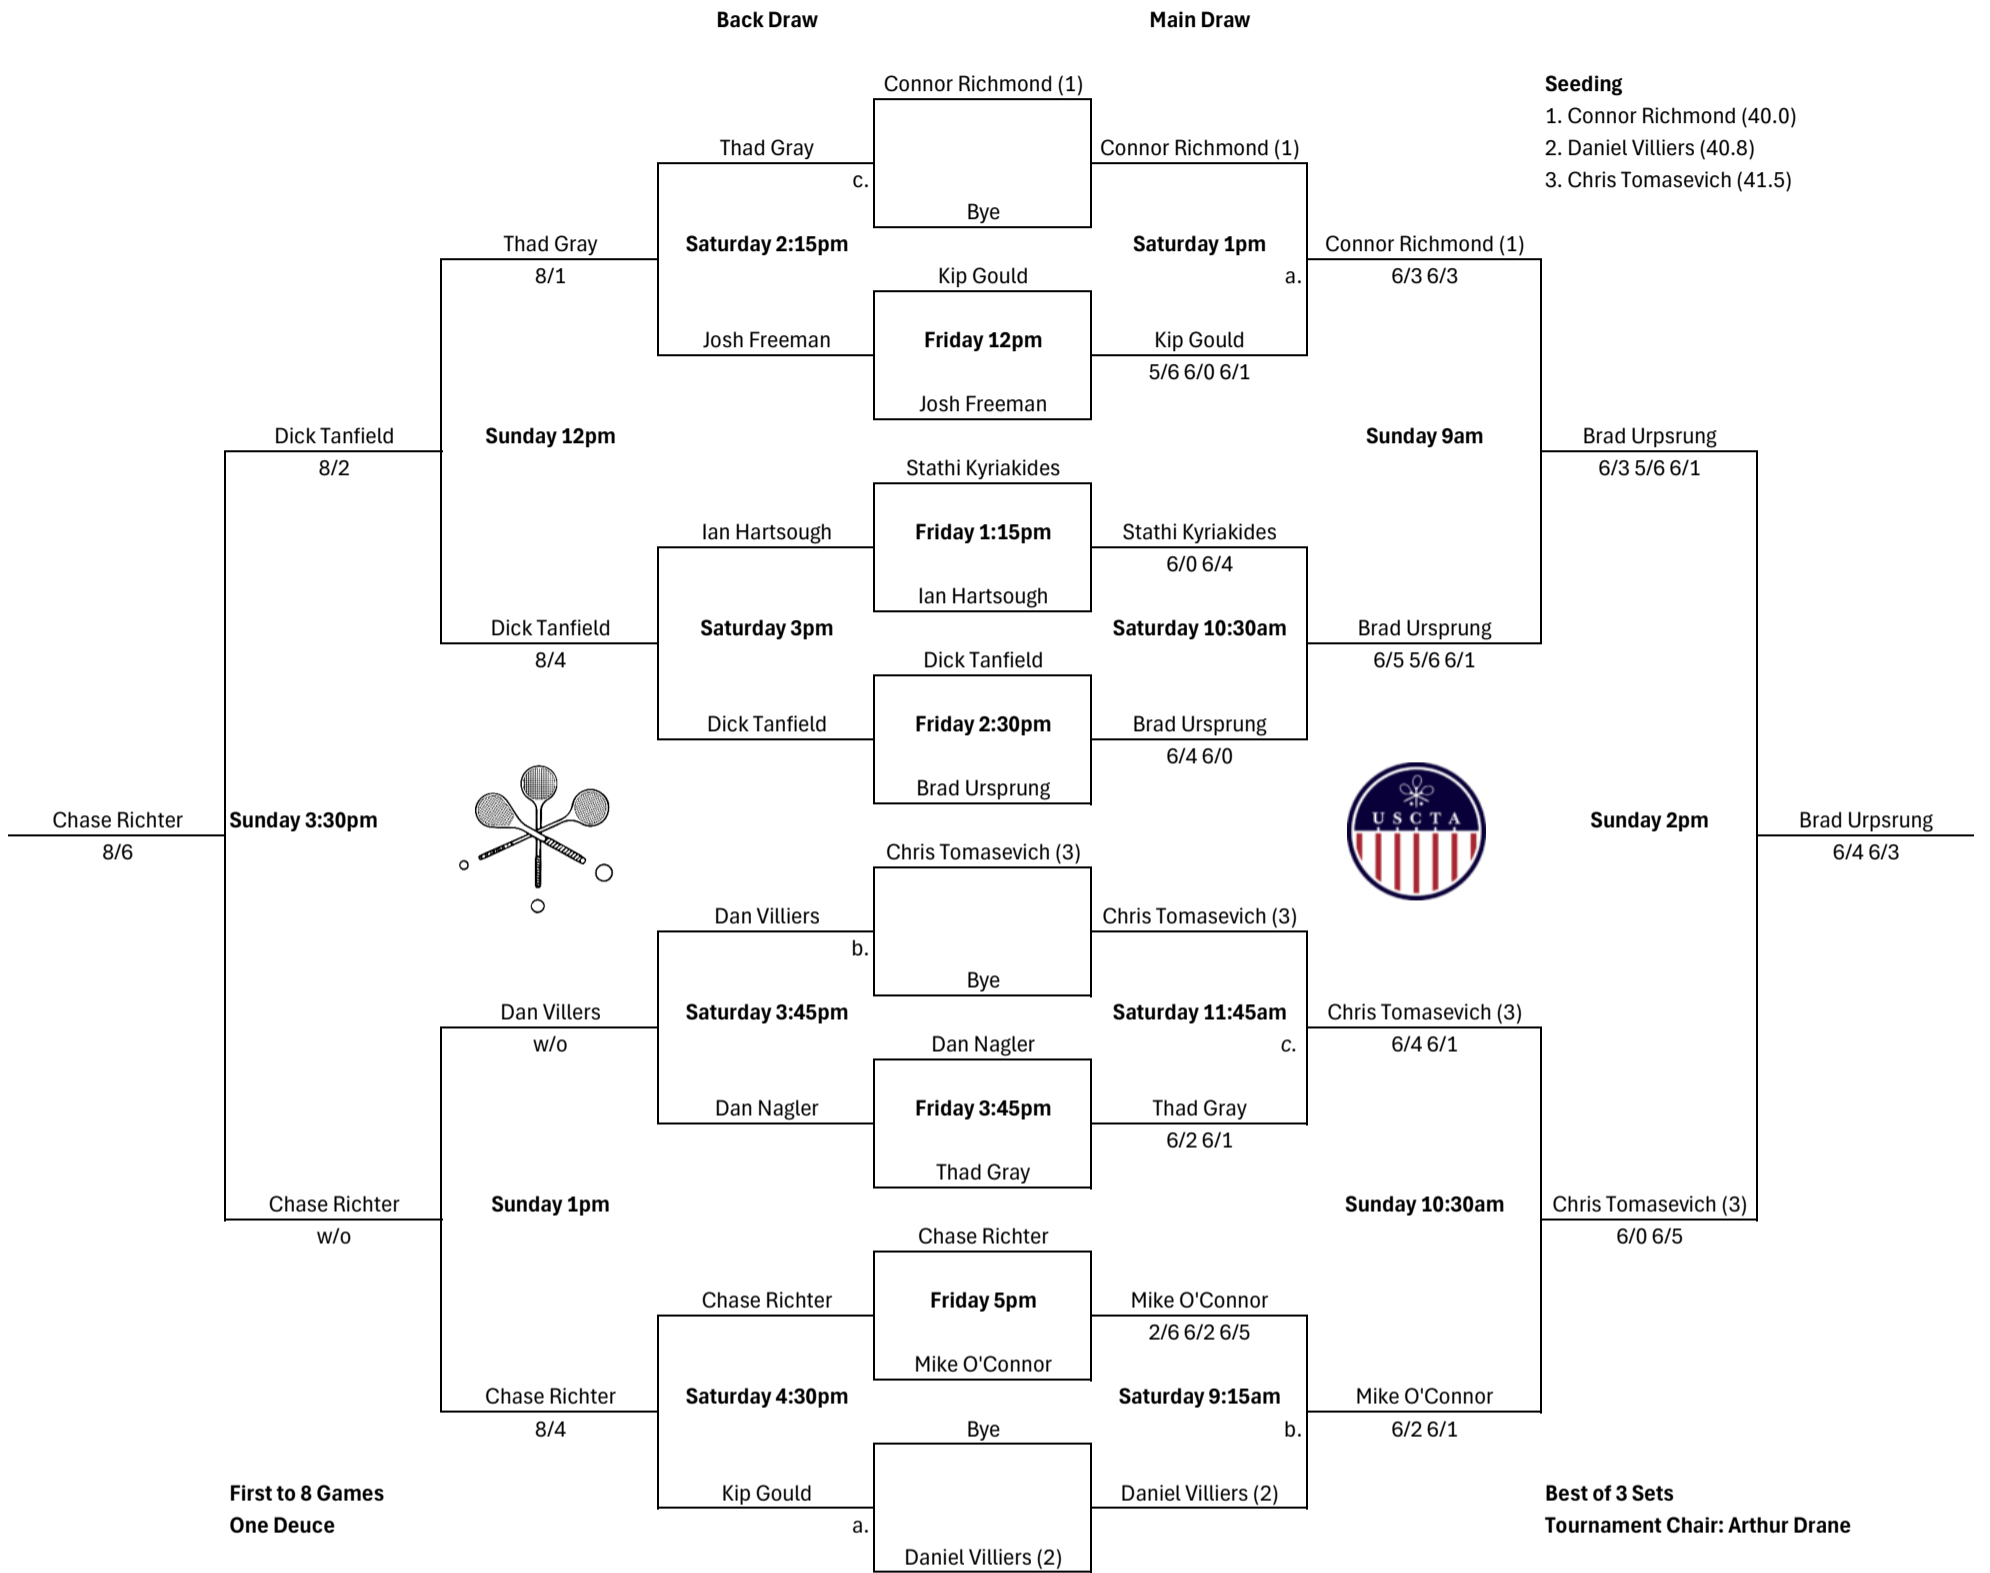 Back Draw
Main Draw
Connor Richmond (1)
Seeding
1. Connor Richmond (40.0)
Thad Gray
Connor Richmond (1)
2. Daniel Villiers (40.8)
c.
3. Chris Tomasevich (41.5)
Bye
Thad Gray
Saturday 2:15pm
Saturday 1pm
Connor Richmond (1)
8/1
Kip Gould
a.
6/3 6/3
Josh Freeman
Friday 12pm
Kip Gould
5/6 6/0 6/1
Josh Freeman
Dick Tanfield
Sunday 12pm
Sunday 9am
Brad Urpsrung
8/2
Stathi Kyriakides
6/3 5/6 6/1
Ian Hartsough
Friday 1:15pm
Stathi Kyriakides
6/0 6/4
Ian Hartsough
Dick Tanfield
Saturday 3pm
Saturday 10:30am
Brad Ursprung
8/4
Dick Tanfield
6/5 5/6 6/1
Dick Tanfield
Friday 2:30pm
Brad Ursprung
6/4 6/0
Brad Ursprung
Chase Richter
Sunday 3:30pm
USCTA
Sunday 2pm
Brad Urpsrung
8/6
Chris Tomasevich (3)
6/4 6/3
Dan Villiers
Chris Tomasevich (3)
b.
Bye
Dan Villers
Saturday 3:45pm
Saturday 11:45am
Chris Tomasevich (3)
w/o
Dan Nagler
c.
6/4 6/1
Dan Nagler
Friday 3:45pm
Thad Gray
6/2 6/1
Thad Gray
Chase Richter
Sunday 1pm
Sunday 10:30am
Chris Tomasevich (3)
w/o
Chase Richter
6/0 6/5
Chase Richter
Friday 5pm
Mike O'Connor
2/6 6/2 6/5
Mike O'Connor
Chase Richter
Saturday 4:30pm
Saturday 9:15am
Mike O'Connor
8/4
Bye
b.
6/2 6/1
First to 8 Games
Kip Gould
Daniel Villiers (2)
Best of 3 Sets
One Deuce
a.
Tournament Chair: Arthur Drane
Daniel Villiers (2)